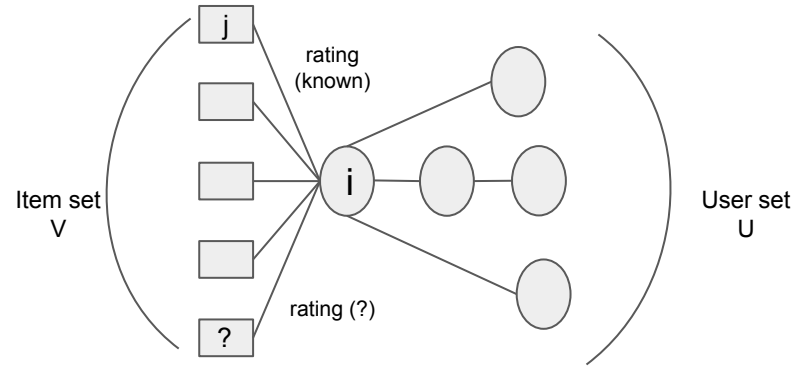 j
rating
(known)
i
Item set
V
User set
U
rating (?)
?